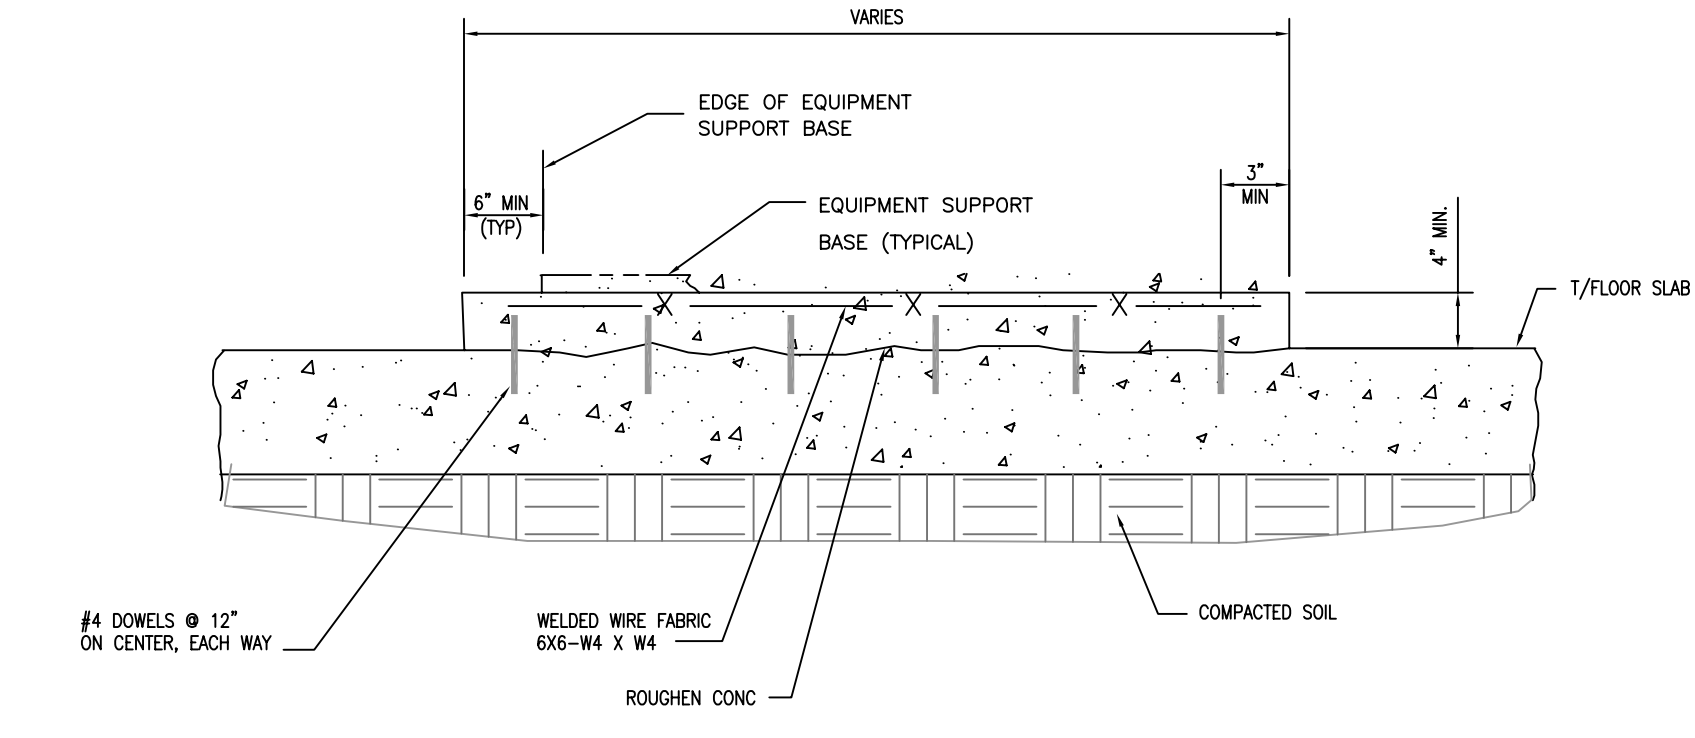 VARIES
EDGE OF EQUIPMENT
SUPPORT BASE
3"
MIN
6" MIN
(TYP)
EQUIPMENT SUPPORT
BASE (TYPICAL)
4" MIN.
T/FLOOR SLAB
#4 DOWELS @ 12"
ON CENTER, EACH WAY
WELDED WIRE FABRIC
6X6-W4 X W4
COMPACTED SOIL
ROUGHEN CONC